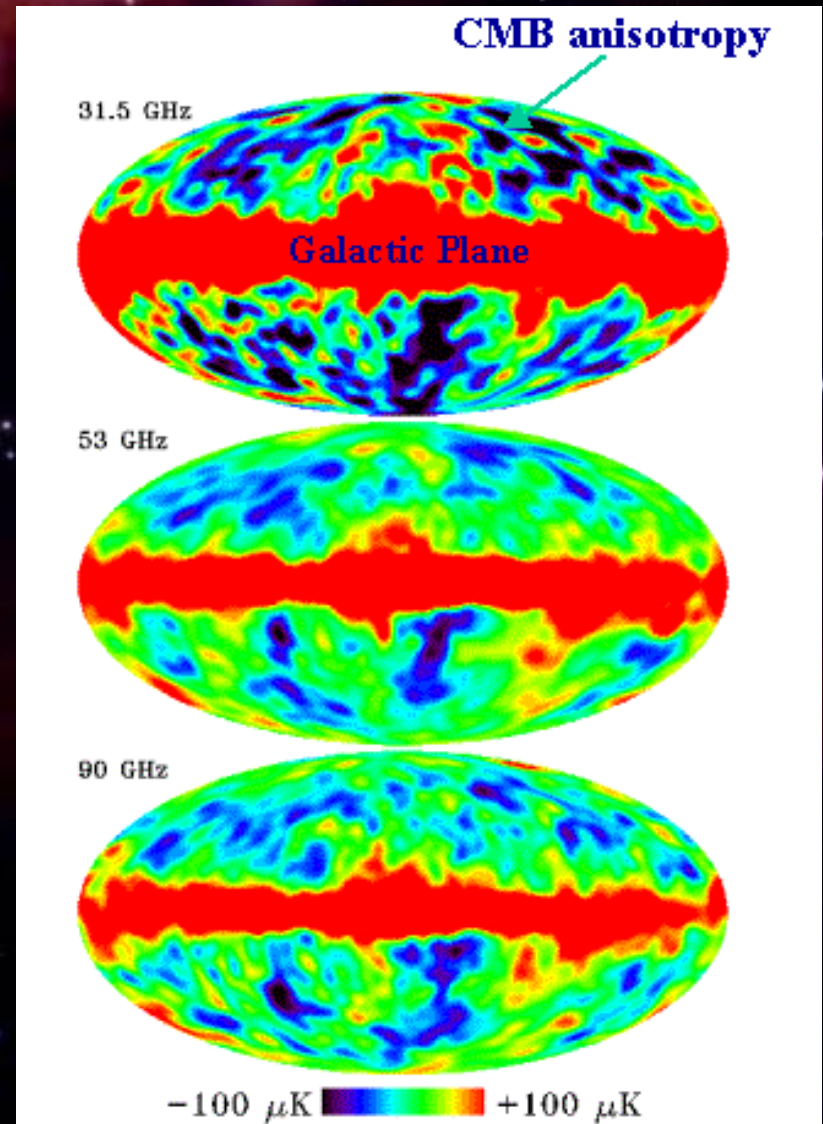 CMB anisotropy
31.5 GHz
Galactic Plane
53 GHz
90 GHz
−100 μK +100 μK